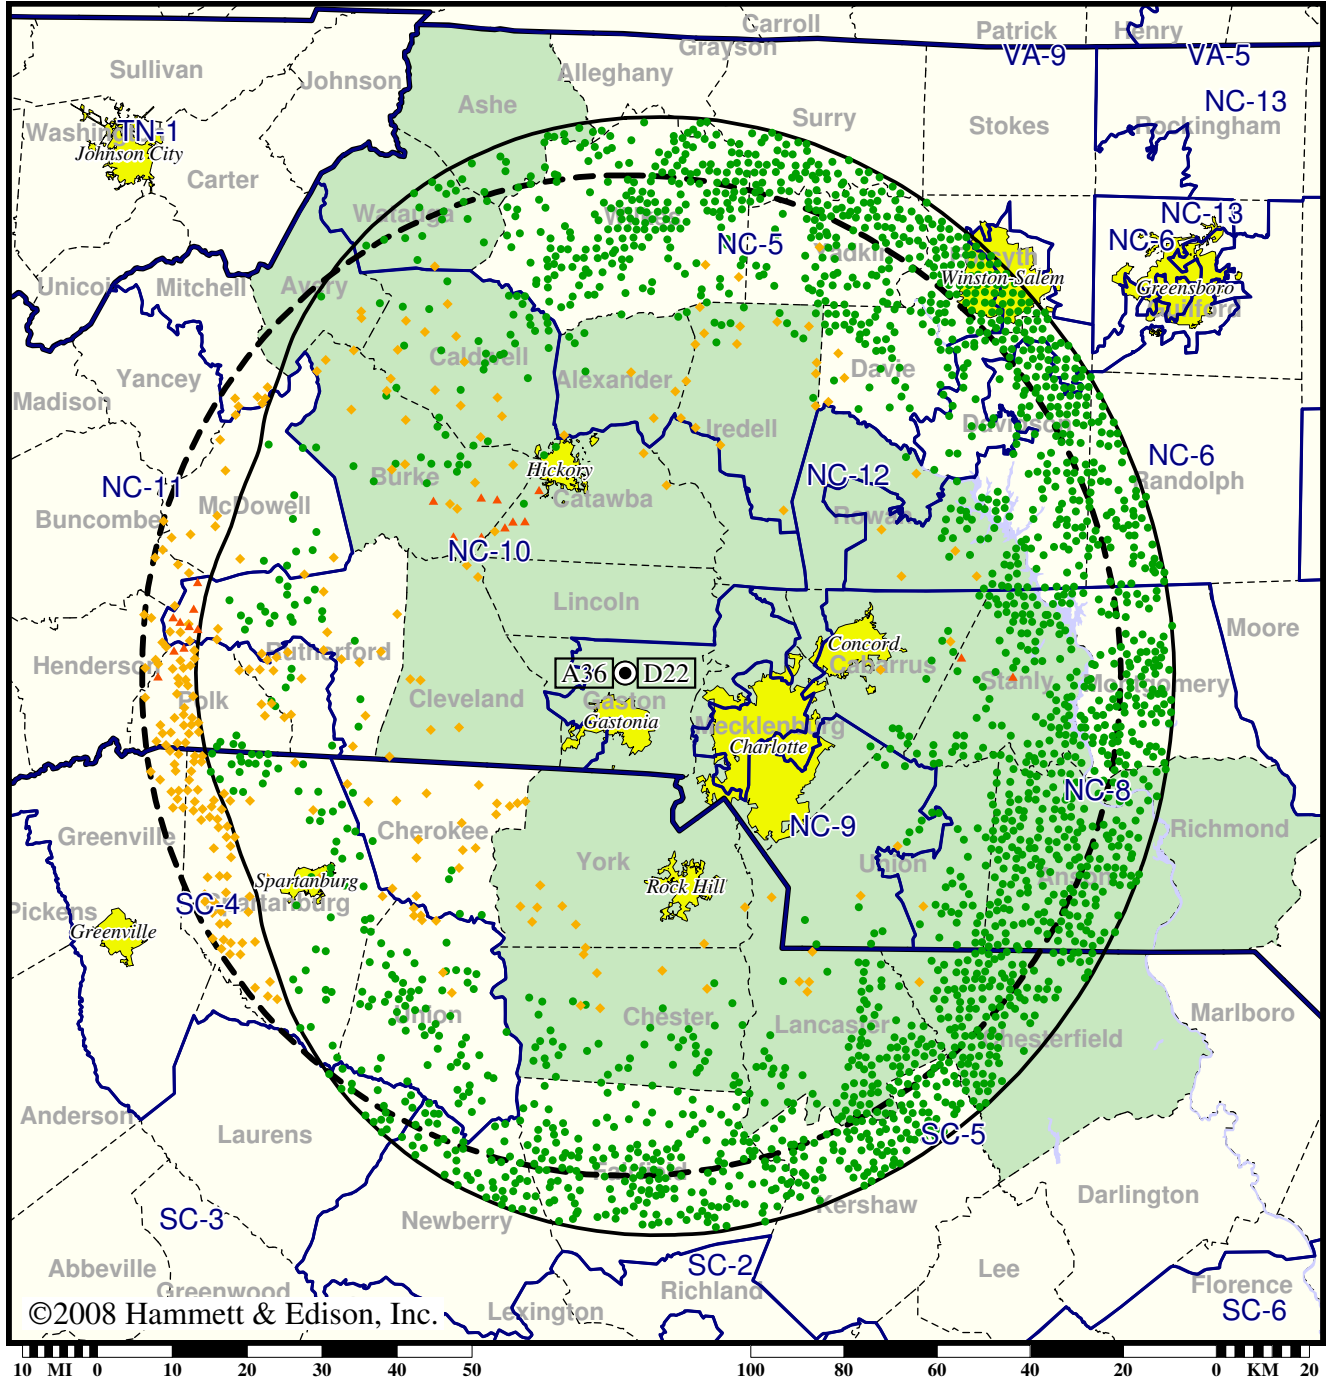 Carroll
Patrick
Henry
Grayson
VA-9
VA-5
Sullivan
Johnson
Alleghany
Ashe
NC-13
Surry
Stokes
Rockingham
Washing
TN-1
Johnson City
Carter
Watauga
NC-5
NC-13
NC-6
Unicoi
Mitchell
Avery
Yadkin
Winston-Salem
Greensboro
Guilford
Caldwell
Yancey
Alexander
Davie
Madison
Iredell
Davidson
Hickory
Burke
NC-12
NC-6
NC-11
Randolph
McDowell
Catawba
Buncombe
Rowan
NC-10
Lincoln
Moore
Concord
Henderson
Rutherford
Cabarrus
A36
D22
Stanly
Montgomery
Polk
Cleveland
Gaston
Gastonia
Mecklenburg
Charlotte
NC-8
Greenville
Cherokee
NC-9
Richmond
York
Union
Spartanburg
Rock Hill
Anson
SC-4
Spartanburg
Pickens
Greenville
Union
Chester
Lancaster
Marlboro
Chesterfield
Anderson
Laurens
SC-5
Fairfield
Darlington
SC-3
Newberry
Kershaw
Abbeville
SC-2
Lee
Greenwood
Richland
Florence
©2008 Hammett & Edison, Inc.
Lexington
SC-6
10 MI 0 10 20 30 40 50
100 80 60 40 20 0 KM 20